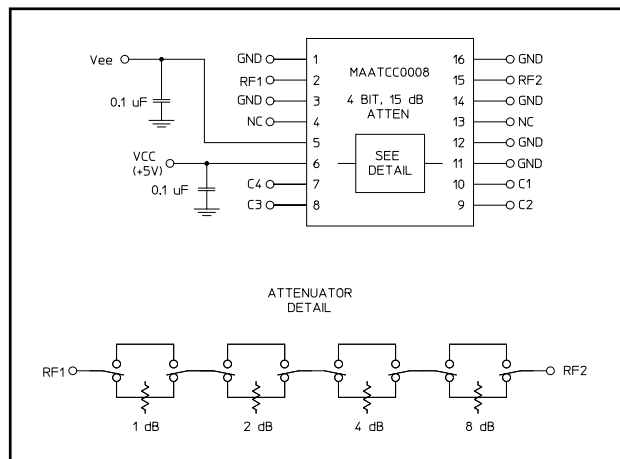 Vee
0.1 uF
VCC
(+5V)
0.1 uF
GND 1
RF1 2
GND 3
NC 4
5
6
C4 7
C3 8
MAATCC0008
4 BIT, 15 dB
ATTEN
SEE
DETAIL
16 GND
15 RF2
14 GND
13 NC
12 GND
11 GND
10 C1
9 C2
ATTENUATOR
DETAIL
RF1
RF2
1 dB
2 dB
4 dB
8 dB